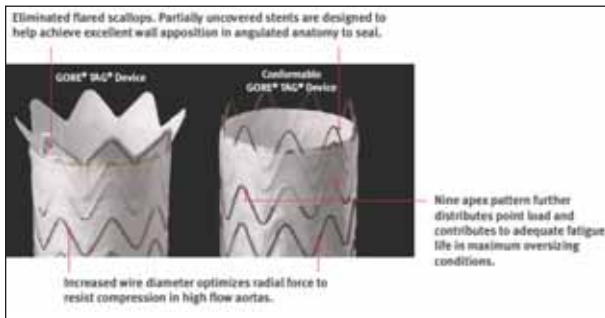 Eliminated flared scallops. Partially uncovered stents are designed to
help achieve excellent wall apposition in angulated anatomy to seal.
GORE® TAG® Device
Conformable
GORE® TAG® Device
Nine apex pattern further
distributes point load and
contributes to adequate fatigue
life in maximum oversizing
conditions.
Increased wire diameter optimizes radial force to
resist compression in high flow aortas.